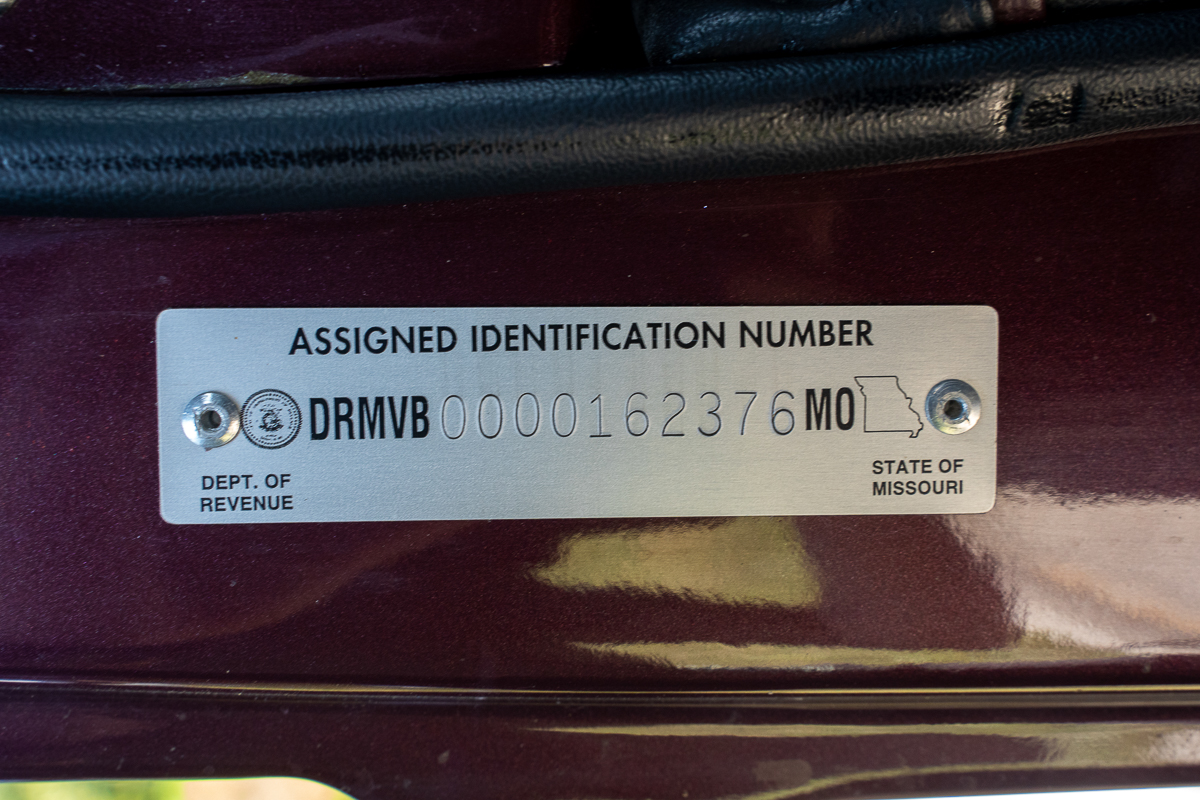 ASSIGNED IDENTIFICATION NUMBER
DRMVB 0000162376 MO
DEPT. OF
REVENUE
STATE OF
MISSOURI